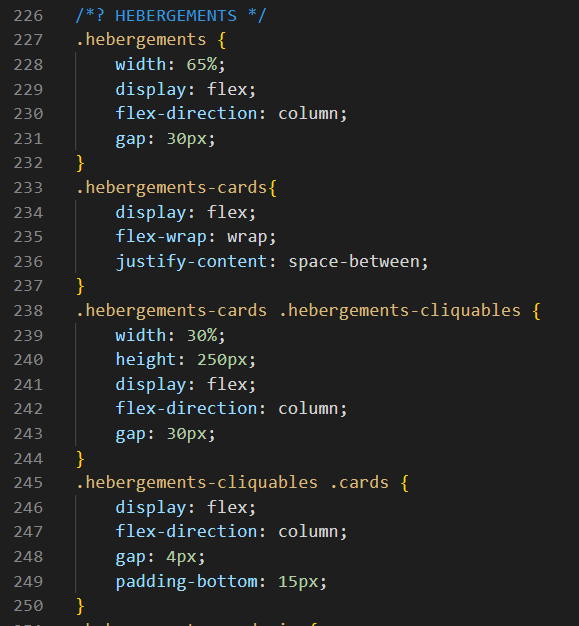 226 /*? HEBERGEMENTS */
227 .hebergements {
228 width: 65%;
229 display: flex;
230 flex-direction: column;
231 gap: 30px;
232 }
233 .hebergements-cards{
234 display: flex;
235 flex-wrap: wrap;
236 justify-content: space-between;
237 }
238 .hebergements-cards .hebergements-cliquables {
239 width: 30%;
240 height: 250px;
241 display: flex;
242 flex-direction: column;
243 gap: 30px;
244 }
245 .hebergements-cliquables .cards {
246 display: flex;
247 flex-direction: column;
248 gap: 4px;
249 padding-bottom: 15px;
250 }